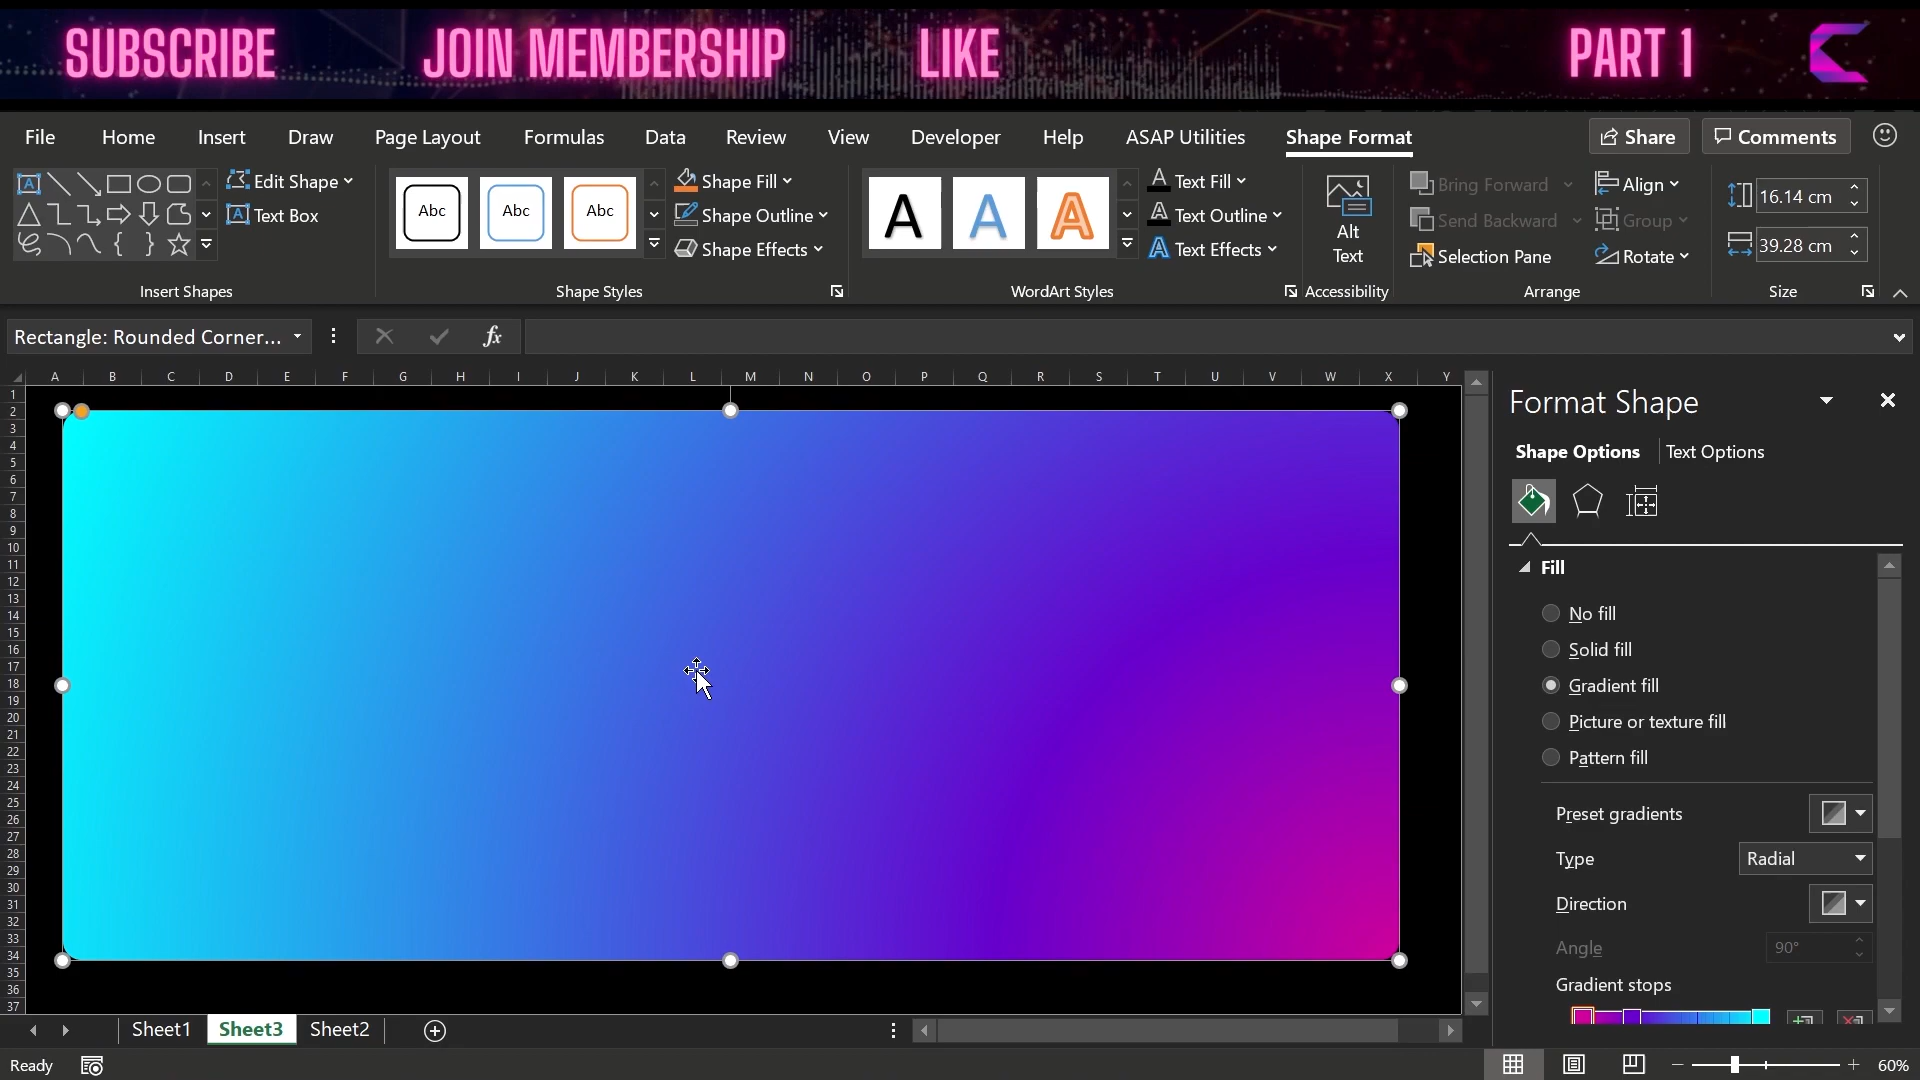 SUBSCRIBE JOIN MEMBERSHIP LIKE PART 1
File Home Insert Draw Page Layout Formulas Data Review View Developer Help ASAP Utilities Shape Format Share Comments
Edit Shape
Text Box
Insert Shapes
Abc Abc Abc
Shape Fill
Shape Outline
Shape Effects
Shape Styles
A A A
Text Fill
Text Outline
Text Effects
WordArt Styles
Alt
Text
Accessibility
Bring Forward
Send Backward
Selection Pane
Align
Group
Rotate
Arrange
16.14 cm
39.28 cm
Size
Rectangle: Rounded Corner...
fx
A B C D E F G H I J K L M N O P Q R S T U V W X Y
1
2
3
4
5
6
7
8
9
10
11
12
13
14
15
16
17
18
19
20
21
22
23
24
25
26
27
28
29
30
31
32
33
34
35
36
37
Format Shape
Shape Options Text Options
Fill
No fill
Solid fill
Gradient fill
Picture or texture fill
Pattern fill
Preset gradients
Type Radial
Direction
Angle 90°
Gradient stops
Sheet1 Sheet3 Sheet2
Ready
60%